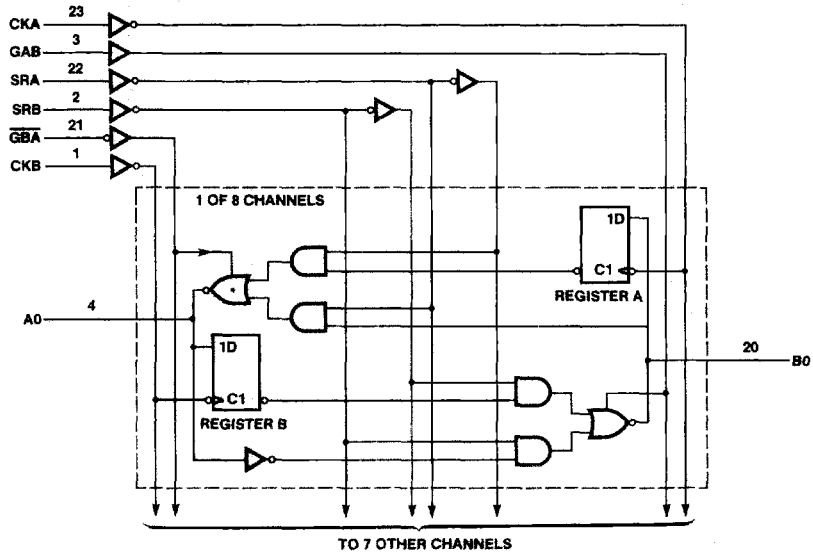 CKA 23
GAB 3
SRA 22
SRB 2
GBA 21
CKB 1
1 OF 8 CHANNELS
1D
C1
REGISTER A
A0 4
1D
C1
REGISTER B
20 B0
TO 7 OTHER CHANNELS